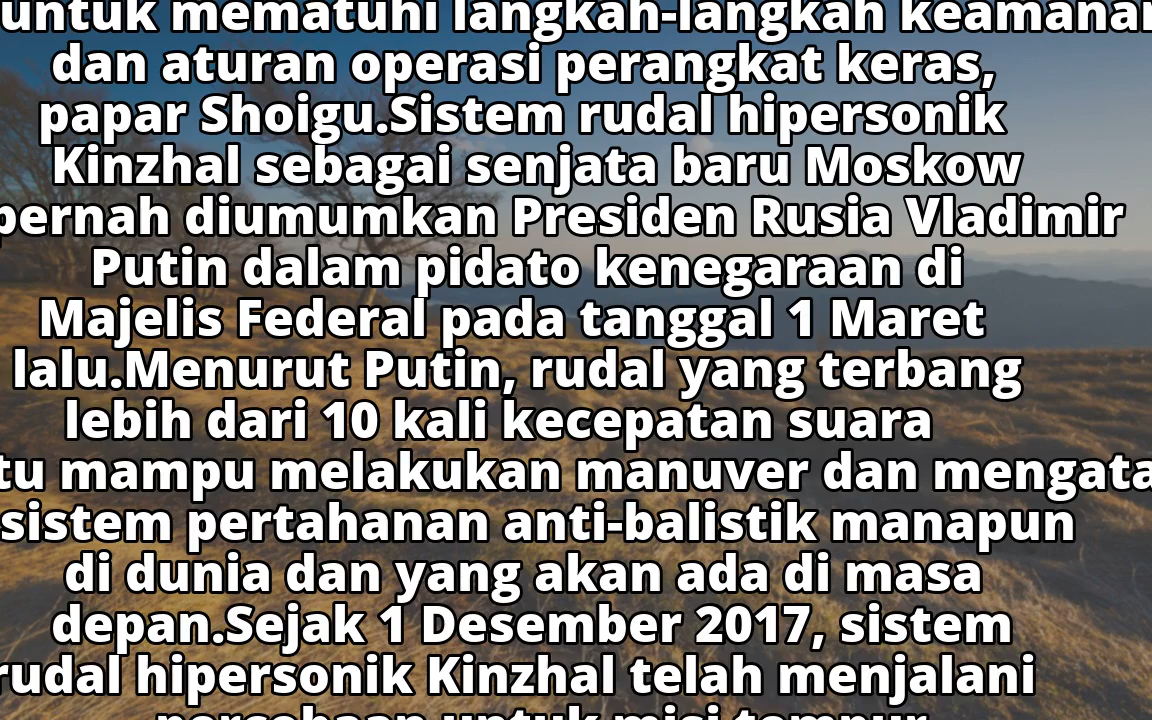 untuk mematuhi langkah-langkah
dan aturan operasi perangkat keras,
papar Shoigu.Sistem rudal hipersonik
Kinzhal sebagai senjata baru Moskow
pernah diumumkan Presiden Rusia Vladimir
Putin dalam pidato kenegaraan di
Majelis Federal pada tanggal 1 Maret
lalu.Menurut Putin, rudal yang terbang
lebih dari 10 kali kecepatan suara
mampu melakukan manuver dan
sistem pertahanan anti-balistik manapun
di dunia dan yang akan ada di masa
depan.Sejak 1 Desember 2017, sistem
rudal hipersonik Kinzhal telah menjalani